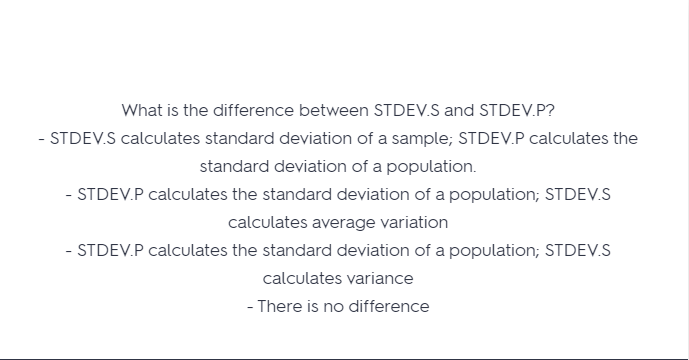 What is the difference between STDEV.S and STDEV.P?
- STDEV.S calculates standard deviation of a sample; STDEV.P calculates the
standard deviation of a population.
- STDEV.P calculates the standard deviation of a population; STDEV.S
calculates average variation
- STDEV.P calculates the standard deviation of a population; STDEV.S
calculates variance
- There is no difference